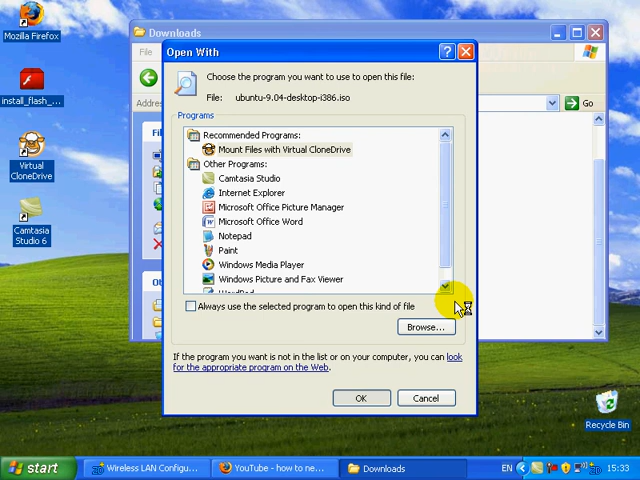 Mozilla Firefox
install_flash_...
Virtual
CloneDrive
Camtasia
Studio 6
Downloads
File
Address
Go
Open With
Choose the program you want to use to open this file:
File: ubuntu-9.04-desktop-i386.iso
Programs
Recommended Programs:
Mount Files with Virtual CloneDrive
Other Programs:
Camtasia Studio
Internet Explorer
Microsoft Office Picture Manager
Microsoft Office Word
Notepad
Paint
Windows Media Player
Windows Picture and Fax Viewer
WordPad
Always use the selected program to open this kind of file
Browse...
If the program you want is not in the list or on your computer, you can look
for the appropriate program on the Web.
OK
Cancel
Recycle Bin
start
Wireless LAN Configu...
YouTube - how to ne...
Downloads
EN
15:33